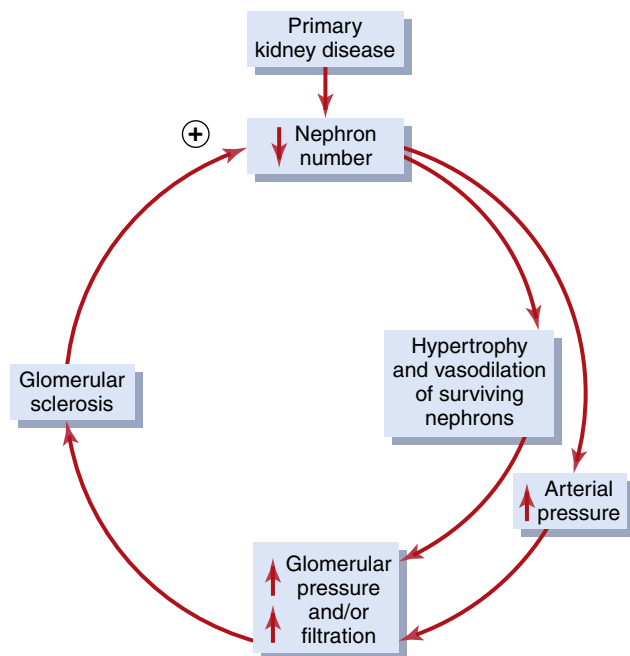 Primary
kidney disease
+
Nephron
number
Hypertrophy
and vasodilation
of surviving
nephrons
Glomerular
sclerosis
Arterial
pressure
Glomerular
pressure
and/or
filtration